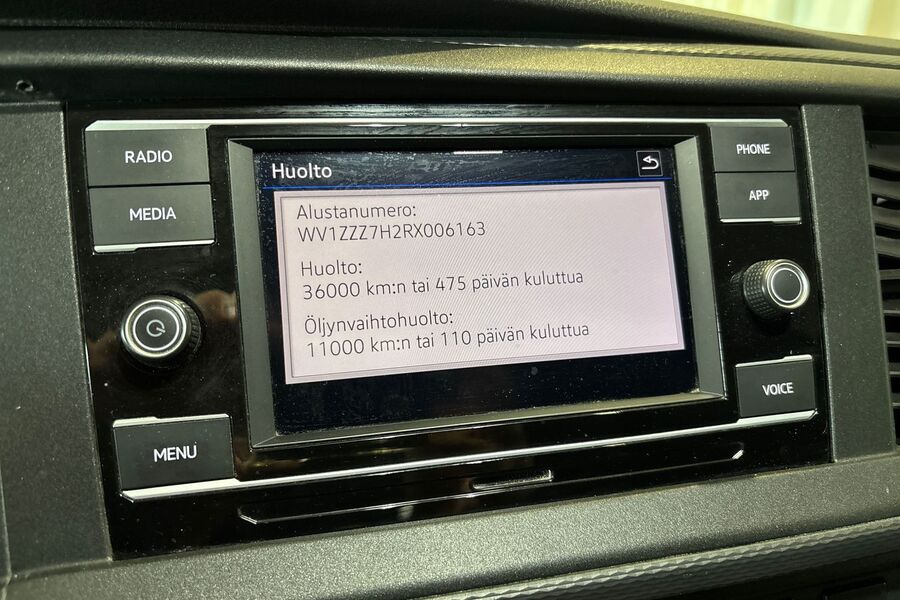 RADIO
MEDIA
MENU
Huolto
Alustanumero:
WV1ZZZ7H2RX006163
Huolto:
36000 km:n tai 475 päivän kuluttua
Öljynvaihtohuolto:
11000 km:n tai 110 päivän kuluttua
PHONE
APP
VOICE